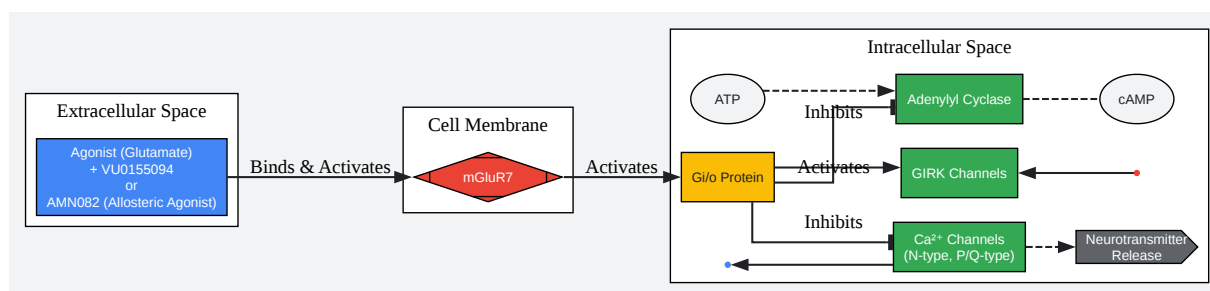 Extracellular Space
Agonist (Glutamate)
+ VU0155094
or
AMN082 (Allosteric Agonist)
Binds & Activates
Cell Membrane
mGluR7
Activates
Intracellular Space
ATP
Inhibits
Adenylyl Cyclase
cAMP
Gi/o Protein
Activates
GIRK Channels
Inhibits
Ca²⁺ Channels
(N-type, P/Q-type)
Neurotransmitter
Release